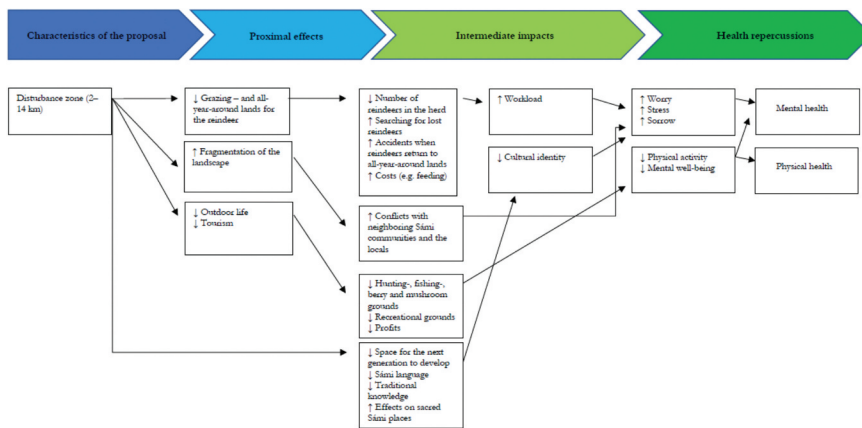 Characteristics of the proposal
Proximal effects
Intermediate impacts
Health repercussions
Disturbance zone (2–
14 km)
↓ Grazing – and all-
year-around lands for
the reindeer
↑ Fragmentation of the
landscape
↓ Outdoor life
↓ Tourism
↓ Number of
reindeers in the herd
↑ Searching for lost
reindeers
↑ Accidents when
reindeers return to
all-year-around lands
↑ Costs (e.g. feeding)
↑ Conflicts with
neighboring Sámi
communities and the
locals
↓ Hunting-, fishing-,
berry and mushroom
grounds
↓ Recreational grounds
↓ Profits
↓ Space for the next
generation to develop
↓ Sámi language
↓ Traditional
knowledge
↑ Effects on sacred
Sámi places
↑ Workload
↓ Cultural identity
↑ Worry
↑ Stress
↑ Sorrow
↓ Physical activity
↓ Mental well-being
Mental health
Physical health